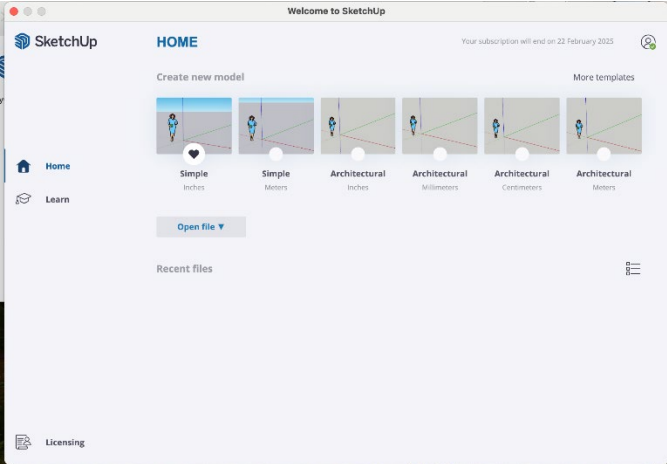 Welcome to SketchUp
SketchUp
HOME
Your subscription will end on 22 February 2025
Create new model
More templates
Simple
Inches
Simple
Meters
Architectural
Inches
Architectural
Millimeters
Architectural
Centimeters
Architectural
Meters
Home
Learn
Open file ▼
Recent files
Licensing